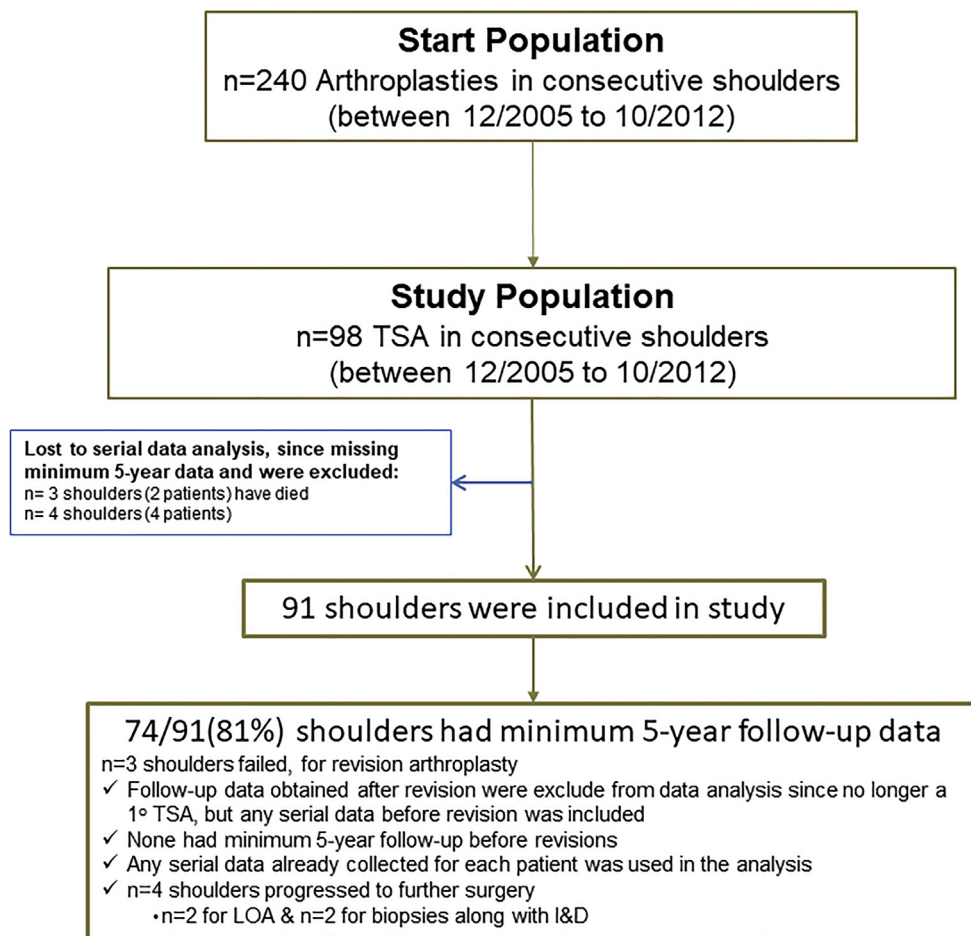 Start Population
n=240 Arthroplasties in consecutive shoulders
(between 12/2005 to 10/2012)
Study Population
n=98 TSA in consecutive shoulders
(between 12/2005 to 10/2012)
Lost to serial data analysis, since missing
minimum 5-year data and were excluded:
n= 3 shoulders (2 patients) have died
n= 4 shoulders (4 patients)
91 shoulders were included in study
74/91(81%) shoulders had minimum 5-year follow-up data
n=3 shoulders failed, for revision arthroplasty
✓ Follow-up data obtained after revision were exclude from data analysis since no longer a
1º TSA, but any serial data before revision was included
✓ None had minimum 5-year follow-up before revisions
✓ Any serial data already collected for each patient was used in the analysis
✓ n=4 shoulders progressed to further surgery
•n=2 for LOA & n=2 for biopsies along with I&D